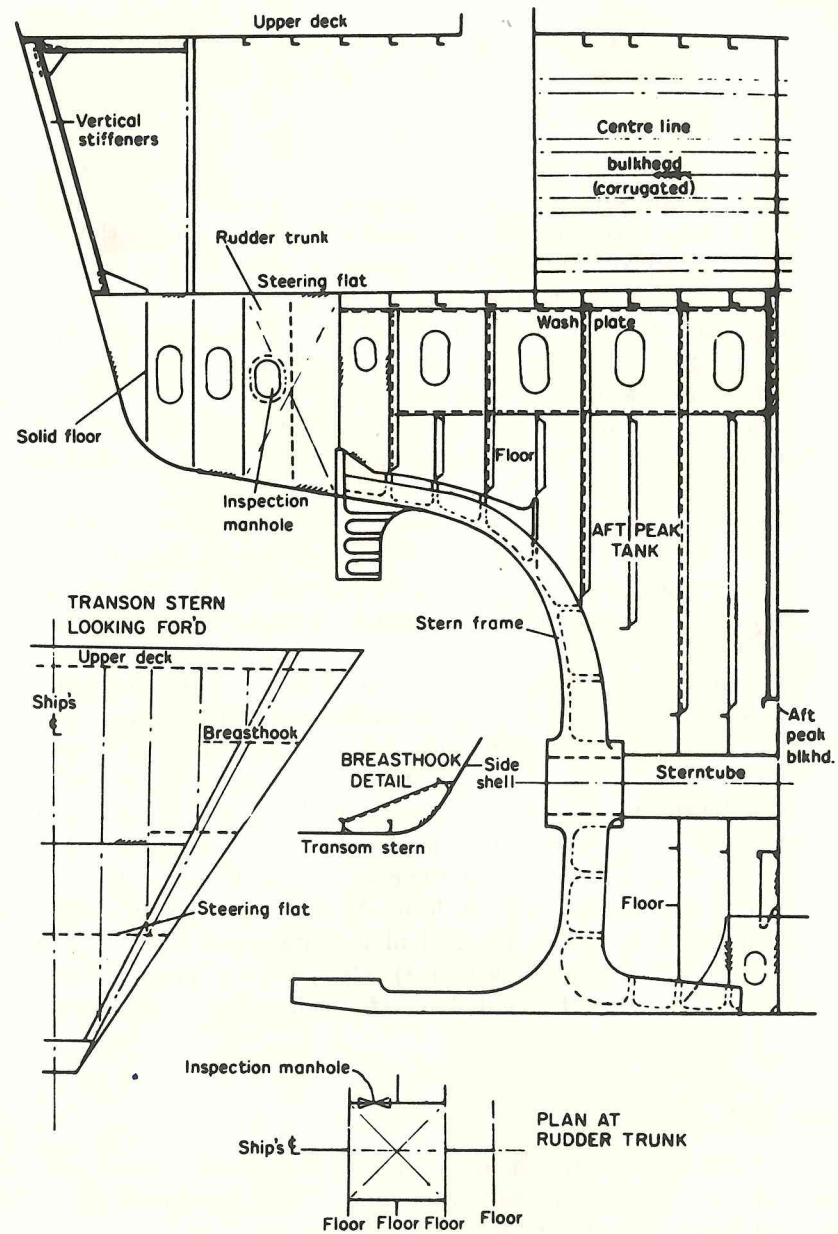 Upper deck
Vertical
stiffeners
Centre line
bulkhead
(corrugated)
Rudder trunk
Steering flat
Wash plate
Solid floor
Floor
Inspection
manhole
AFT PEAK
TANK
TRANSON STERN
LOOKING FOR'D
Stern frame
Upper deck
Ship's
℄
Breasthook
Aft
peak
blkhd.
BREASTHOOK
DETAIL
Side
shell
Sterntube
Transom stern
Steering flat
Floor
Inspection manhole
PLAN AT
RUDDER TRUNK
Ship's ℄
Floor Floor Floor Floor